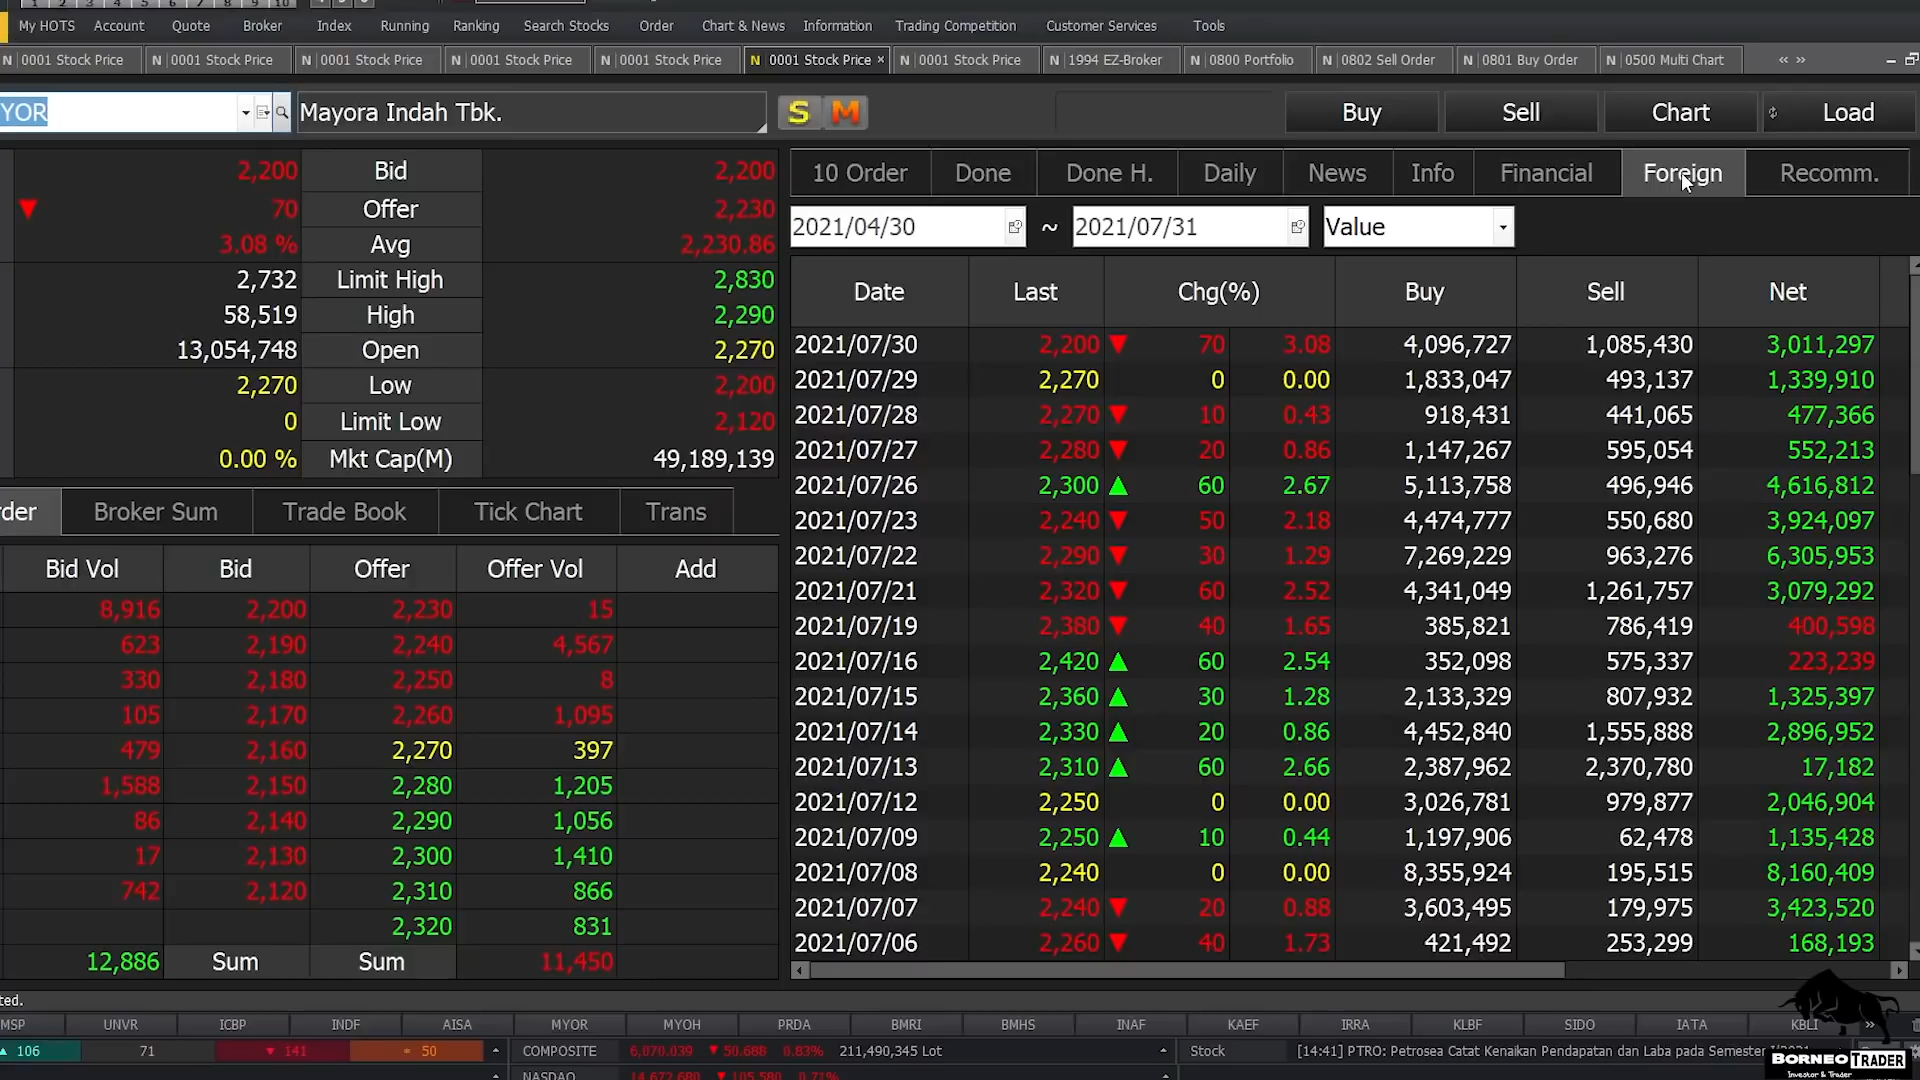 1 2 3 4 5 6 7 8 9 10
My HOTS Account Quote Broker Index Running Ranking Search Stocks Order Chart & News Information Trading Competition Customer Services Tools
N 0001 Stock Price N 0001 Stock Price N 0001 Stock Price N 0001 Stock Price N 0001 Stock Price N 0001 Stock Price × N 0001 Stock Price N 1994 EZ-Broker N 0800 Portfolio N 0802 Sell Order N 0801 Buy Order N 0500 Multi Chart « »
YOR Mayora Indah Tbk. S M Buy Sell Chart Load
2,200 Bid 2,200
▼ 70 Offer 2,230
3.08 % Avg 2,230.86
2,732 Limit High 2,830
58,519 High 2,290
13,054,748 Open 2,270
2,270 Low 2,200
0 Limit Low 2,120
0.00 % Mkt Cap(M) 49,189,139
der Broker Sum Trade Book Tick Chart Trans
Bid Vol Bid Offer Offer Vol Add
8,916 2,200 2,230 15
623 2,190 2,240 4,567
330 2,180 2,250 8
105 2,170 2,260 1,095
479 2,160 2,270 397
1,588 2,150 2,280 1,205
86 2,140 2,290 1,056
17 2,130 2,300 1,410
742 2,120 2,310 866
2,320 831
12,886 Sum Sum 11,450
10 Order Done Done H. Daily News Info Financial Foreign Recomm.
2021/04/30 ~ 2021/07/31 Value
Date Last Chg(%) Buy Sell Net
2021/07/30 2,200 ▼ 70 3.08 4,096,727 1,085,430 3,011,297
2021/07/29 2,270 0 0.00 1,833,047 493,137 1,339,910
2021/07/28 2,270 ▼ 10 0.43 918,431 441,065 477,366
2021/07/27 2,280 ▼ 20 0.86 1,147,267 595,054 552,213
2021/07/26 2,300 ▲ 60 2.67 5,113,758 496,946 4,616,812
2021/07/23 2,240 ▼ 50 2.18 4,474,777 550,680 3,924,097
2021/07/22 2,290 ▼ 30 1.29 7,269,229 963,276 6,305,953
2021/07/21 2,320 ▼ 60 2.52 4,341,049 1,261,757 3,079,292
2021/07/19 2,380 ▼ 40 1.65 385,821 786,419 400,598
2021/07/16 2,420 ▲ 60 2.54 352,098 575,337 223,239
2021/07/15 2,360 ▲ 30 1.28 2,133,329 807,932 1,325,397
2021/07/14 2,330 ▲ 20 0.86 4,452,840 1,555,888 2,896,952
2021/07/13 2,310 ▲ 60 2.66 2,387,962 2,370,780 17,182
2021/07/12 2,250 0 0.00 3,026,781 979,877 2,046,904
2021/07/09 2,250 ▲ 10 0.44 1,197,906 62,478 1,135,428
2021/07/08 2,240 0 0.00 8,355,924 195,515 8,160,409
2021/07/07 2,240 ▼ 20 0.88 3,603,495 179,975 3,423,520
2021/07/06 2,260 ▼ 40 1.73 421,492 253,299 168,193
ted.
MSP UNVR ICBP INDF AISA MYOR MYOH PRDA BMRI BMHS INAF KAEF IRRA KLBF SIDO IATA KBLI »
▲ 106 71 ▼ 141 = 50 COMPOSITE 6,070.039 ▼ 50.688 0.83% 211,490,345 Lot Stock [14:41] PTRO: Petrosea Catat Kenaikan Pendapatan dan Laba pada Semester I/2021
NASDAQ 14,672.680 ▼ 105.580 0.71%
BORNEO TRADER
Investor & Trader